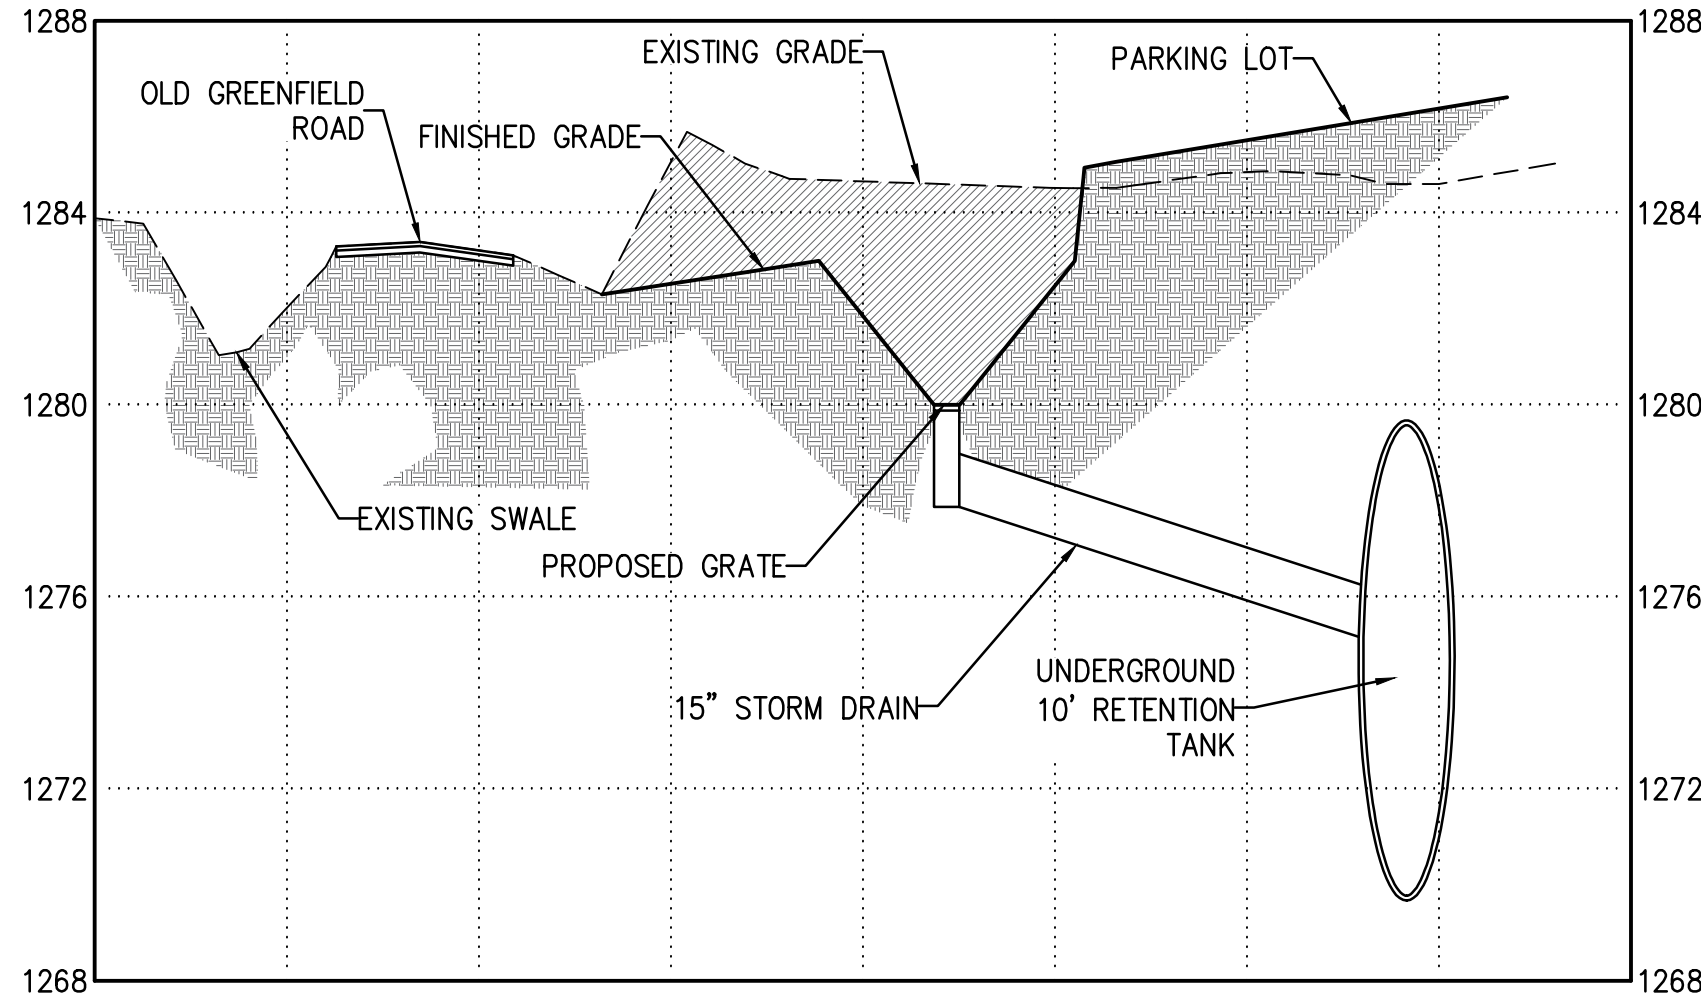 1288
1288
EXISTING GRADE
PARKING LOT
OLD GREENFIELD
ROAD
FINISHED GRADE
1284
1284
1280
1280
EXISTING SWALE
PROPOSED GRATE
1276
1276
UNDERGROUND
10' RETENTION
TANK
15" STORM DRAIN
1272
1272
1268
1268